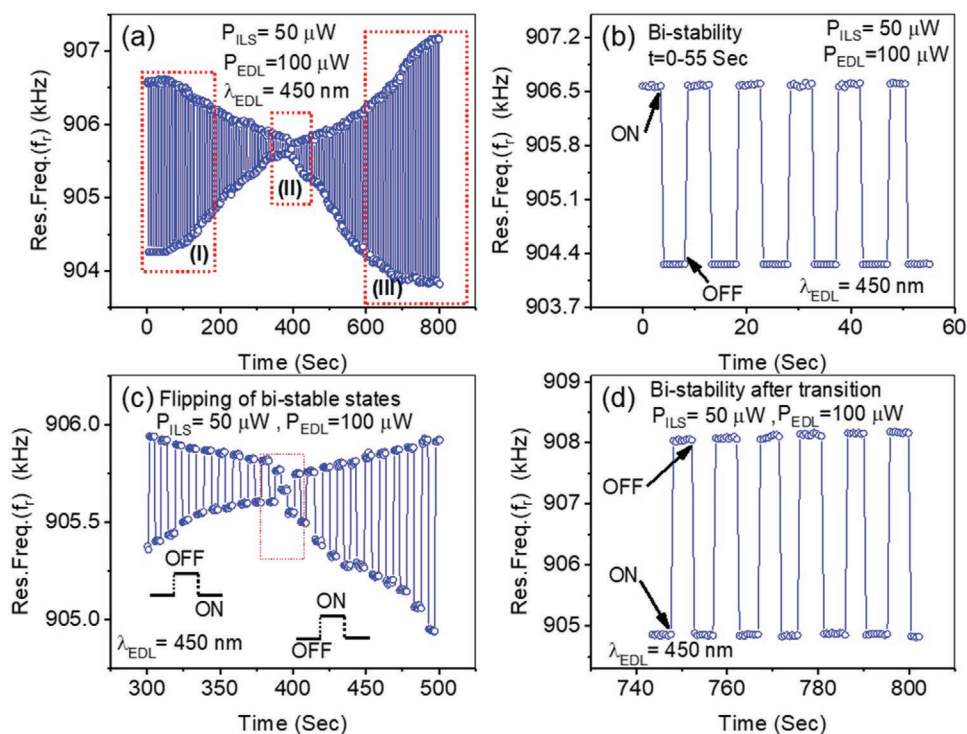 (a)
P_ILS = 50 μW
P_EDL = 100 μW
λ_EDL = 450 nm
907
906
905
904
(I)
(II)
(III)
Res.Freq.(f_r) (kHz)
0 200 400 600 800
Time (Sec)
(b) Bi-stability
t=0-55 Sec
P_ILS = 50 μW
P_EDL = 100 μW
907.2
906.5
905.8
905.1
904.4
903.7
ON
OFF
λ_EDL = 450 nm
Res.Freq.(f_r) (kHz)
0 20 40 60
Time (Sec)
(c) Flipping of bi-stable states
P_ILS = 50 μW , P_EDL = 100 μW
906.0
905.5
905.0
OFF
ON
ON
OFF
λ_EDL = 450 nm
Res.Freq.(f_r) (kHz)
300 350 400 450 500
Time (Sec)
Bi-stability after transition (d)
P_ILS = 50 μW , P_EDL = 100 μW
909
908
907
906
905
OFF
ON
λ_EDL = 450 nm
Res.Freq.(f_r) (kHz)
740 760 780 800
Time (Sec)